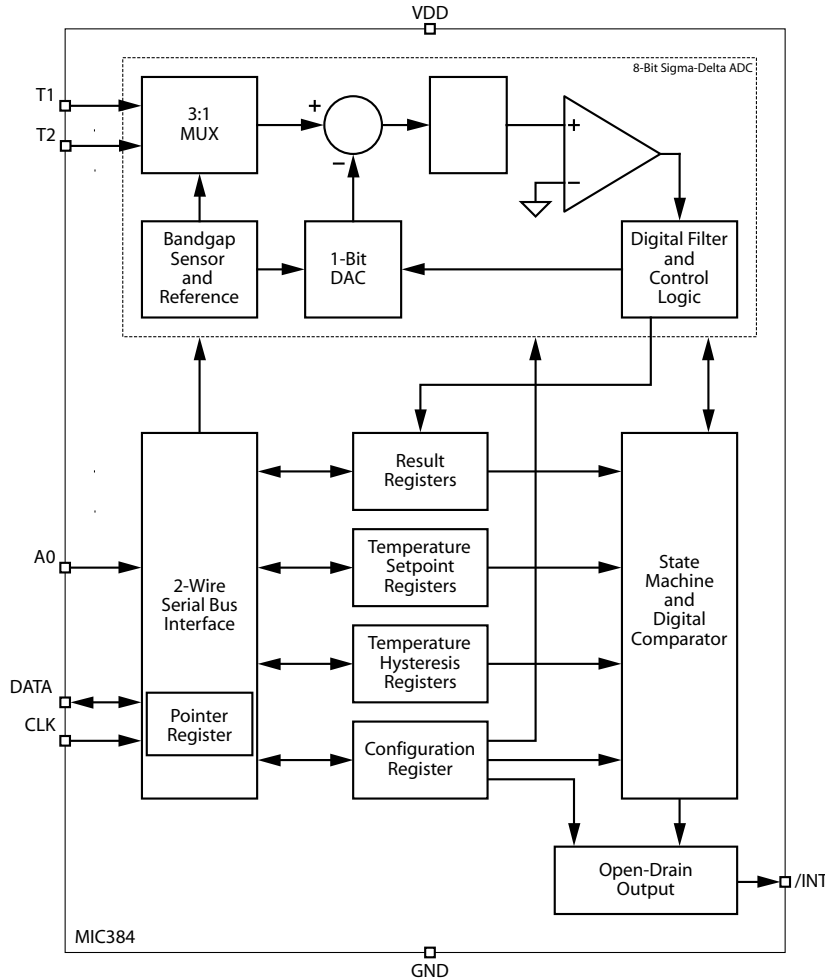 VDD
8-Bit Sigma-Delta ADC
T1
T2
3:1
MUX
+
–
+
–
Bandgap
Sensor
and
Reference
1-Bit
DAC
Digital Filter
and
Control
Logic
Result
Registers
A0
2-Wire
Serial Bus
Interface
Temperature
Setpoint
Registers
State
Machine
and
Digital
Comparator
Temperature
Hysteresis
Registers
DATA
CLK
Pointer
Register
Configuration
Register
Open-Drain
Output
/INT
MIC384
GND